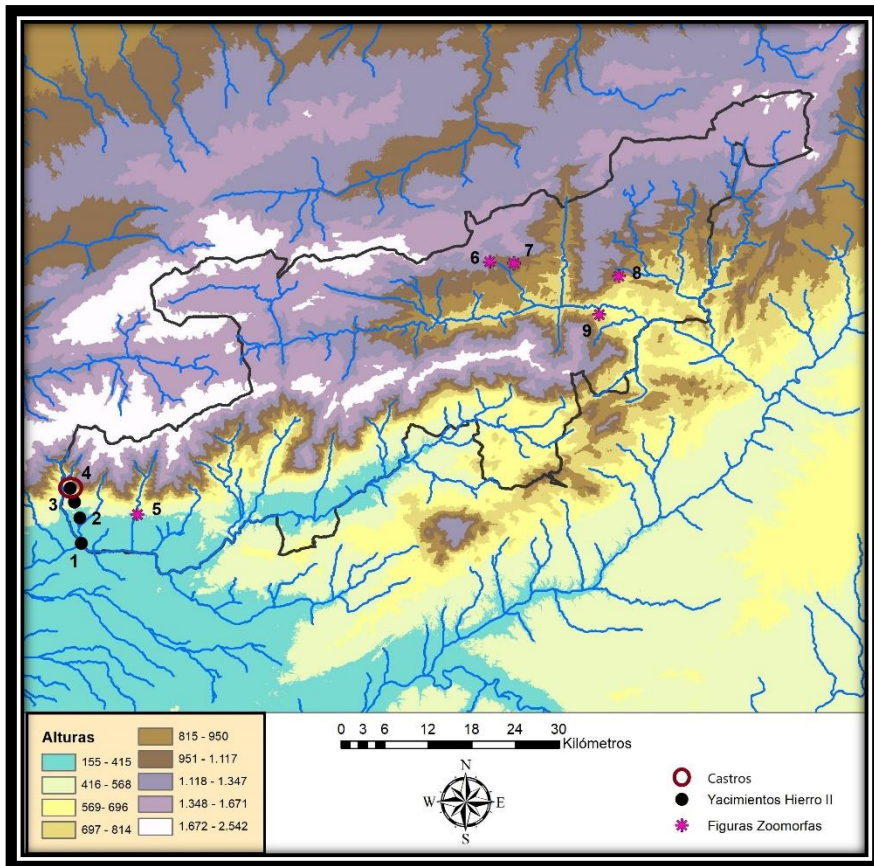 6
7
8
9
4
3
2
5
1
Alturas
155 - 415
416 - 568
569- 696
697 - 814
815 - 950
951 - 1.117
1.118 - 1.347
1.348 - 1.671
1.672 - 2.542
0 3 6 12 18 24 30
Kilómetros
N
W E
S
Castros
Yacimientos Hierro II
Figuras Zoomorfas